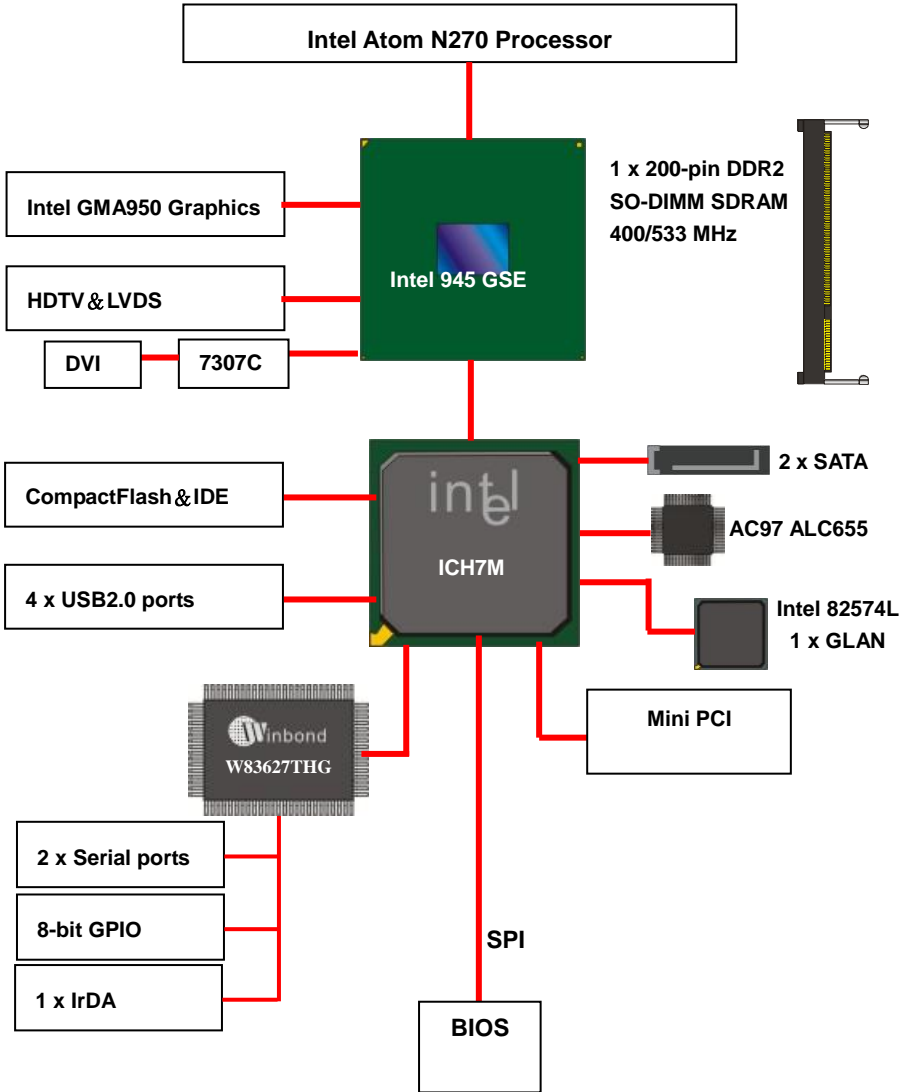 Intel Atom N270 Processor
1 x 200-pin DDR2
SO-DIMM SDRAM
400/533 MHz
Intel GMA950 Graphics
Intel 945 GSE
HDTV＆LVDS
DVI
7307C
intel
ICH7M
2 x SATA
CompactFlash＆IDE
AC97 ALC655
4 x USB2.0 ports
Intel 82574L
1 x GLAN
Mini PCI
Winbond
W83627THG
2 x Serial ports
8-bit GPIO
SPI
1 x IrDA
BIOS